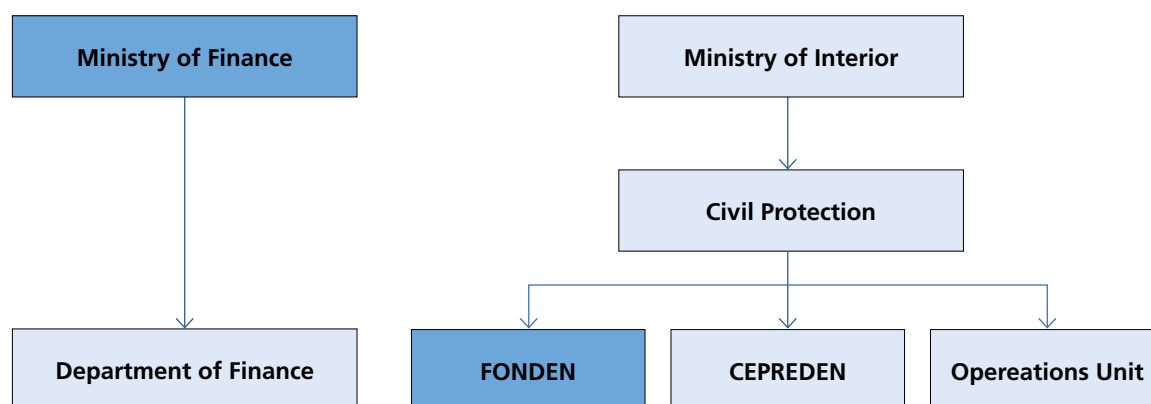 Ministry of Finance
Ministry of Interior
Civil Protection
Department of Finance
FONDEN
CEPREDEN
Opereations Unit